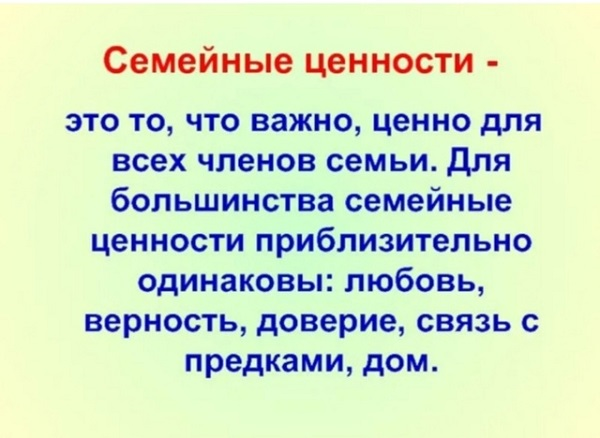 Семейные ценности -
это то, что важно, ценно для
всех членов семьи. Для
большинства семейные
ценности приблизительно
одинаковы: любовь,
верность, доверие, связь с
предками, дом.